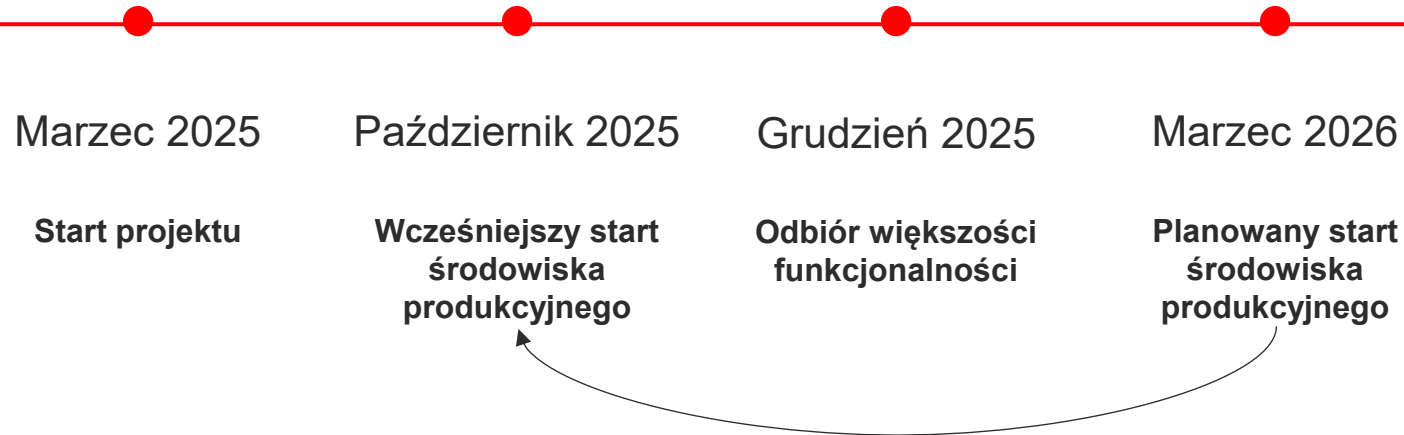 Marzec 2025
Październik 2025
Grudzień 2025
Marzec 2026
Start projektu
Wcześniejszy start
środowiska
produkcyjnego
Odbiór większości
funkcjonalności
Planowany start
środowiska
produkcyjnego